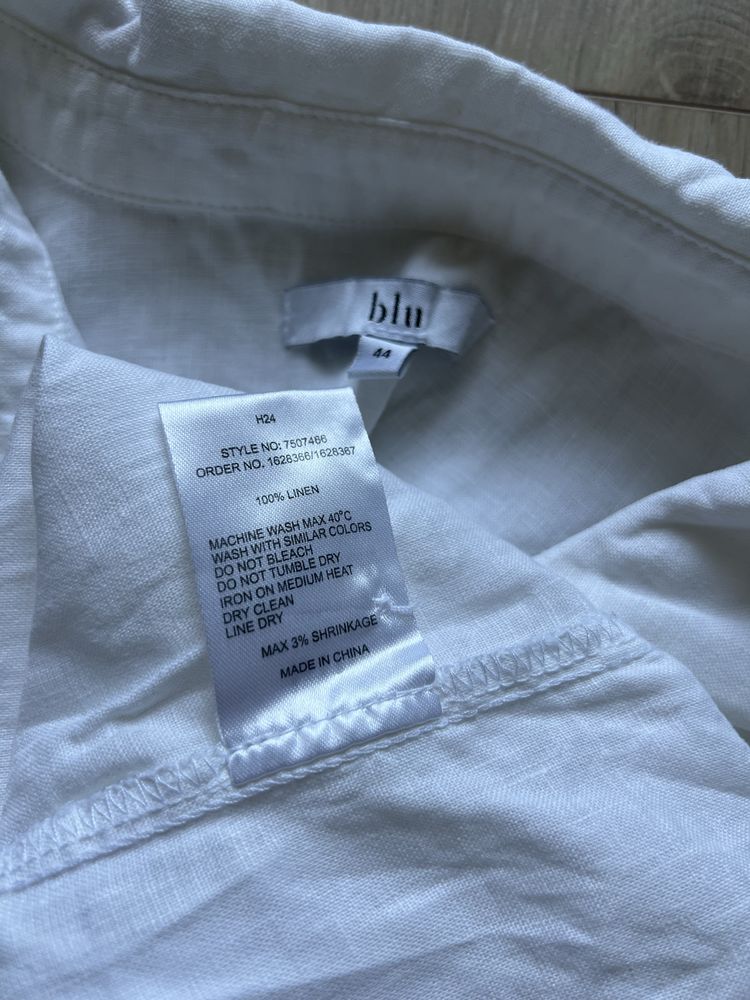 blu
44
H24
STYLE NO: 7507466
ORDER NO. 1628366/1628367
100% LINEN
MACHINE WASH MAX 40°C
WASH WITH SIMILAR COLORS
DO NOT BLEACH
DO NOT TUMBLE DRY
IRON ON MEDIUM HEAT
DRY CLEAN
LINE DRY
MAX 3% SHRINKAGE
MADE IN CHINA